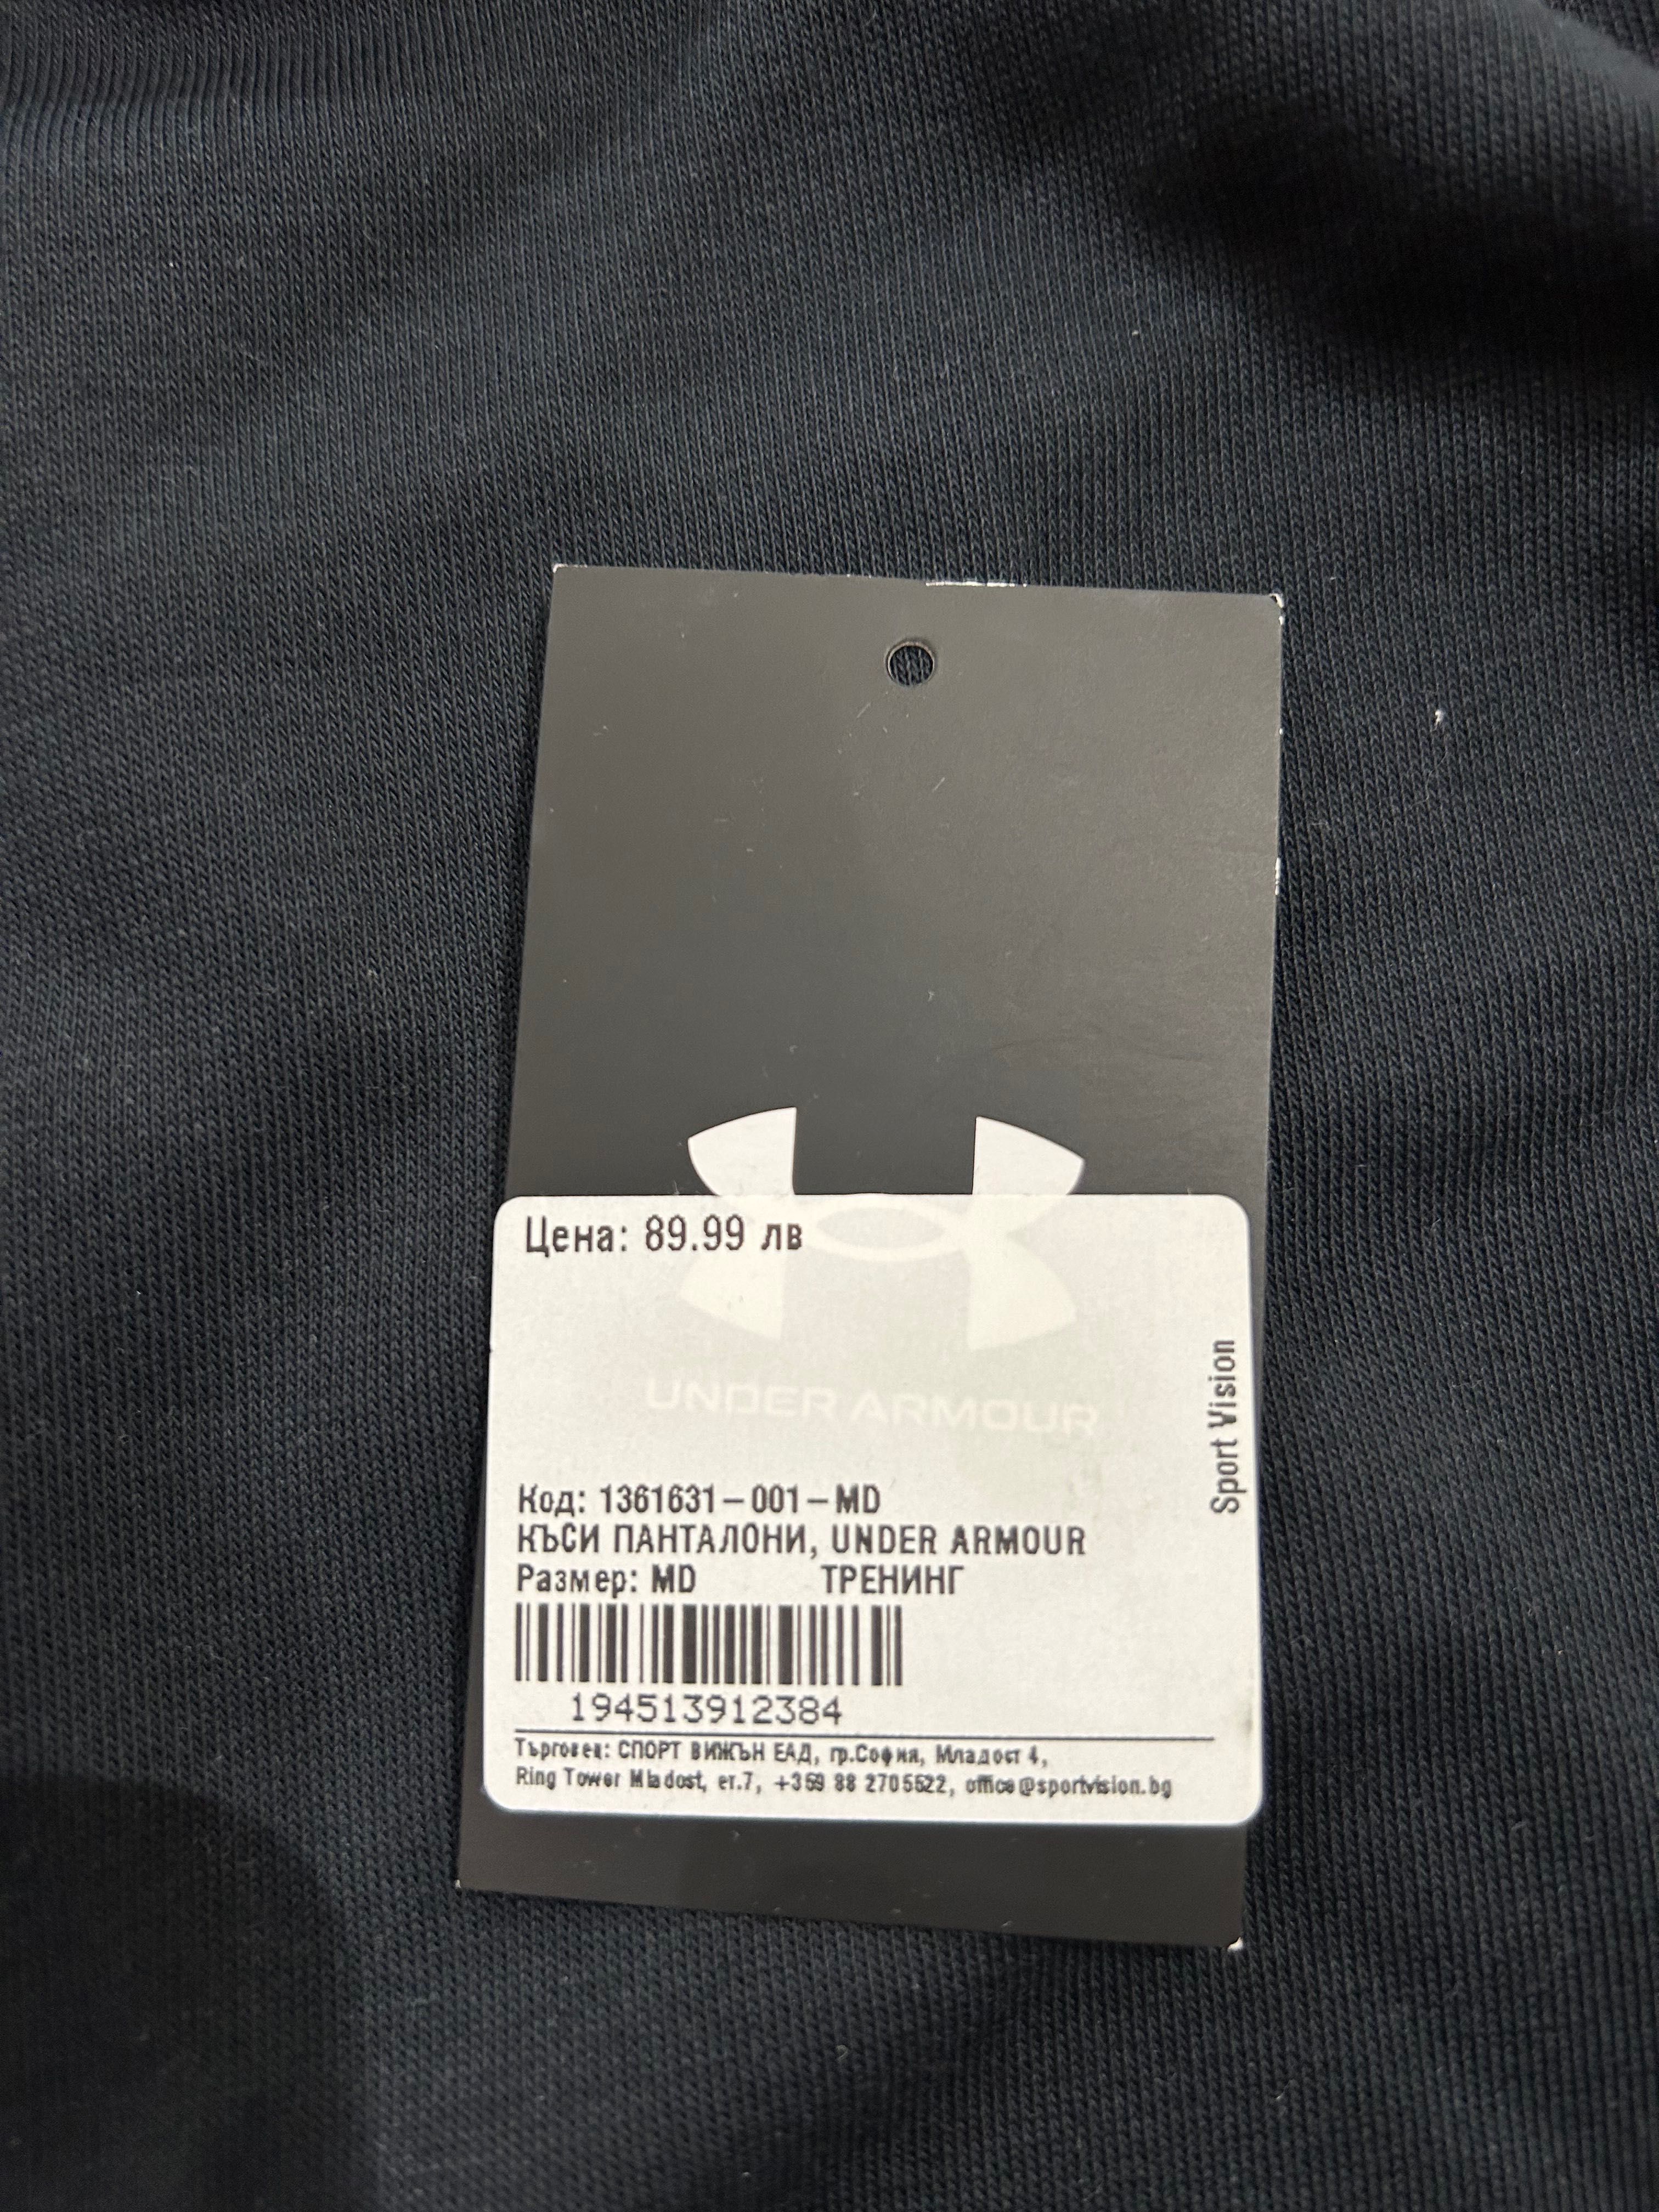 Цена: 89.99 лв
UNDER ARMOUR
Sport Vision
Код: 1361631-001-MD
КЪСИ ПАНТАЛОНИ, UNDER ARMOUR
Размер: MD ТРЕНИНГ
194513912384
Търговец: СПОРТ ВИЖЪН ЕАД, гр.София, Младост 4,
Ring Tower Mladost, ет.7, +359 88 2705522, office@sportvision.bg